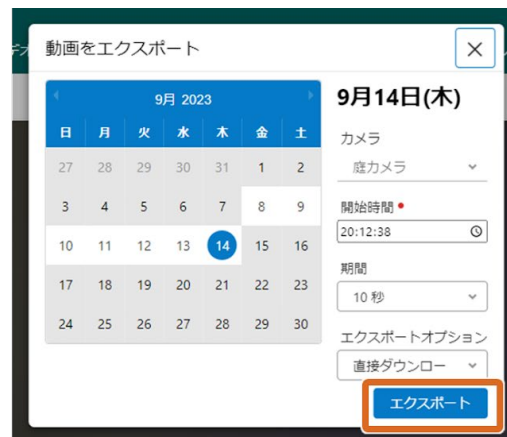 動画をエクスポート
9月 2023
日 月 火 水 木 金 土
27 28 29 30 31 1 2
3 4 5 6 7 8 9
10 11 12 13 14 15 16
17 18 19 20 21 22 23
24 25 26 27 28 29 30
9月14日(木)
カメラ
庭カメラ
開始時間
20:12:38
期間
10 秒
エクスポートオプション
直接ダウンロー
エクスポート